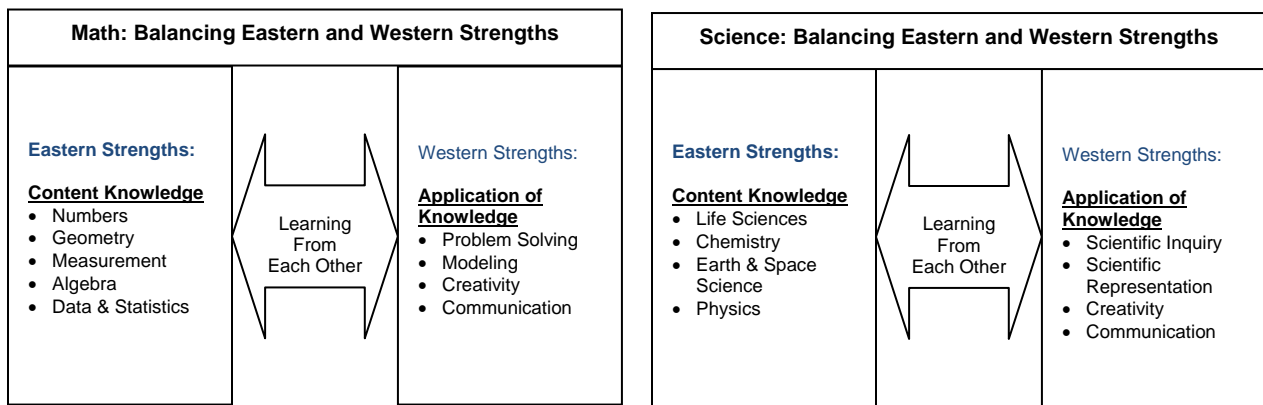 Math: Balancing Eastern and Western Strengths
Eastern Strengths:
Content Knowledge
• Numbers
• Geometry
• Measurement
• Algebra
• Data & Statistics
Learning
From
Each Other
Western Strengths:
Application of
Knowledge
• Problem Solving
• Modeling
• Creativity
• Communication
Science: Balancing Eastern and Western Strengths
Eastern Strengths:
Content Knowledge
• Life Sciences
• Chemistry
• Earth & Space
Science
• Physics
Learning
From
Each Other
Western Strengths:
Application of
Knowledge
• Scientific Inquiry
• Scientific
Representation
• Creativity
• Communication